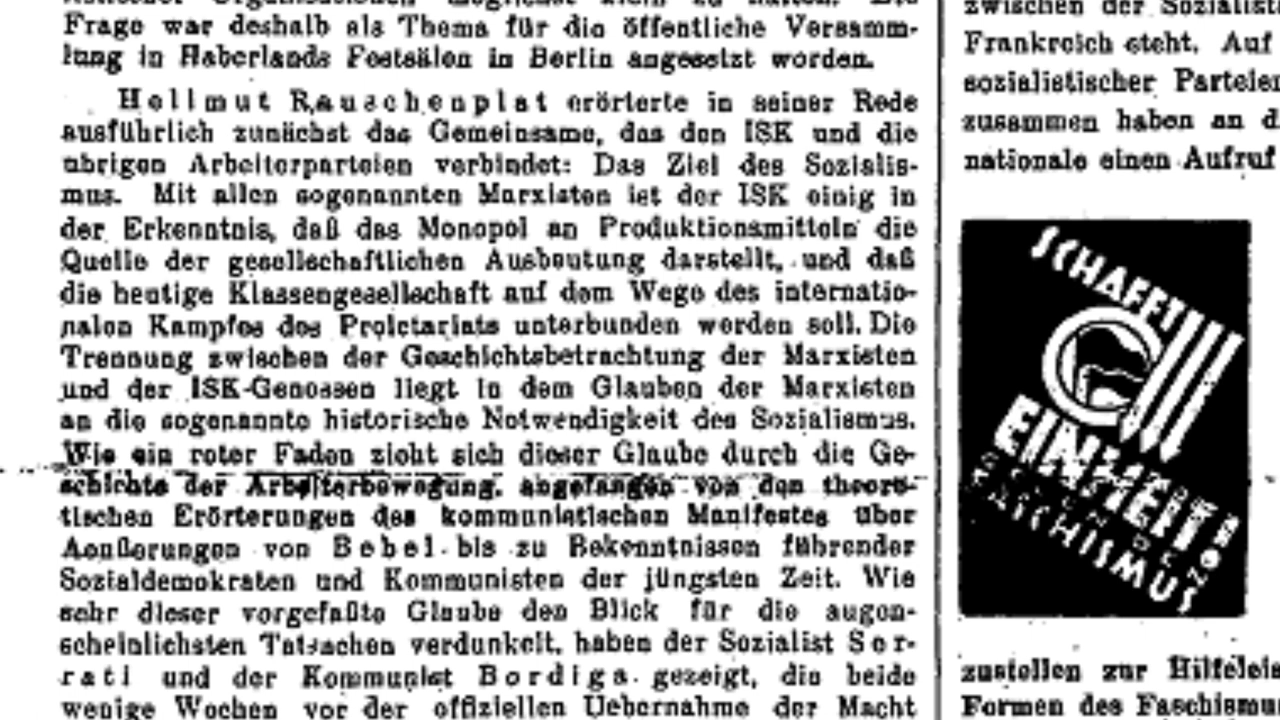 Frage war deshalb als Thema für die öffentliche Versamm-
lung in Haberlands Festsälen in Berlin angesetzt worden.
Hellmut Rauschenplat erörterte in seiner Rede
ausführlich zunächst das Gemeinsame, das den ISK und die
übrigen Arbeiterparteien verbindet: Das Ziel des Sozialis-
mus. Mit allen sogenannten Marxisten ist der ISK einig in
der Erkenntnis, daß das Monopol an Produktionsmitteln die
Quelle der gesellschaftlichen Ausbeutung darstellt, und daß
die heutige Klassengesellschaft auf dem Wege des internatio-
nalen Kampfes des Proletariats unterbunden werden soll. Die
Trennung zwischen der Geschichtsbetrachtung der Marxisten
und der ISK-Genossen liegt in dem Glauben der Marxisten
an die sogenannte historische Notwendigkeit des Sozialismus.
Wie ein roter Faden zieht sich dieser Glaube durch die Ge-
schichte der Arbeiterbewegung, angefangen von den theore-
tischen Erörterungen des kommunistischen Manifestes über
Aeußerungen von Bebel bis zu Bekenntnissen führender
Sozialdemokraten und Kommunisten der jüngsten Zeit. Wie
sehr dieser vorgefaßte Glaube den Blick für die augen-
scheinlichsten Tatsachen verdunkelt, haben der Sozialist Ser-
rati und der Kommunist Bordiga gezeigt, die beide
wenige Wochen vor der offiziellen Uebernahme der Macht
zwischen der Sozialist
Frankreich steht. Auf
sozialistischer Parteien
zusammen haben an d
nationale einen Aufruf
SCHAFFT
EINHEIT!
GEGEN DEN
FASCHISMUS
zustellen zur Hilfeleis
Formen des Faschismu